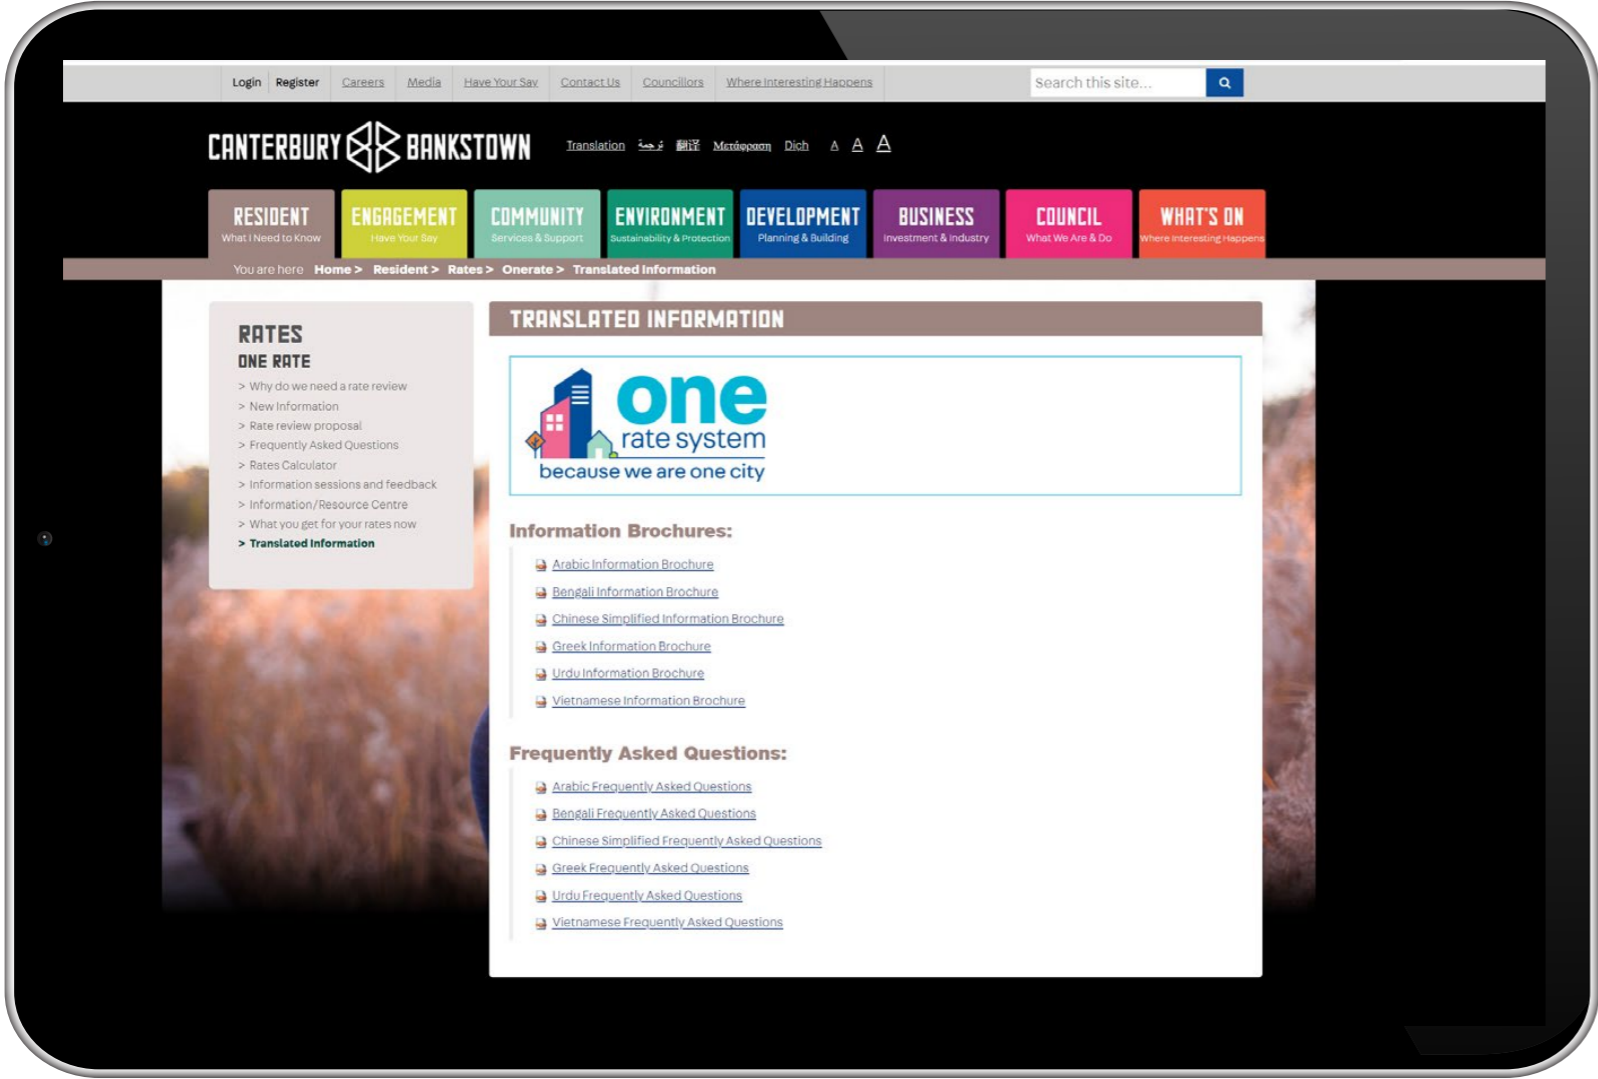 Login Register Careers Media Have Your Say Contact Us Councillors Where Interesting Happens Search this site...
CANTERBURY BANKSTOWN Translation ترجمة 翻譯 Μετάφραση Dịch A A A
RESIDENT
What I Need to Know
ENGAGEMENT
Have Your Say
COMMUNITY
Services & Support
ENVIRONMENT
Sustainability & Protection
DEVELOPMENT
Planning & Building
BUSINESS
Investment & Industry
COUNCIL
What We Are & Do
WHAT'S ON
Where Interesting Happens
You are here Home > Resident > Rates > Onerate > Translated Information
RATES
ONE RATE
> Why do we need a rate review
> New Information
> Rate review proposal
> Frequently Asked Questions
> Rates Calculator
> Information sessions and feedback
> Information/Resource Centre
> What you get for your rates now
> Translated Information
TRANSLATED INFORMATION
one
rate system
because we are one city
Information Brochures:
Arabic Information Brochure
Bengali Information Brochure
Chinese Simplified Information Brochure
Greek Information Brochure
Urdu Information Brochure
Vietnamese Information Brochure
Frequently Asked Questions:
Arabic Frequently Asked Questions
Bengali Frequently Asked Questions
Chinese Simplified Frequently Asked Questions
Greek Frequently Asked Questions
Urdu Frequently Asked Questions
Vietnamese Frequently Asked Questions